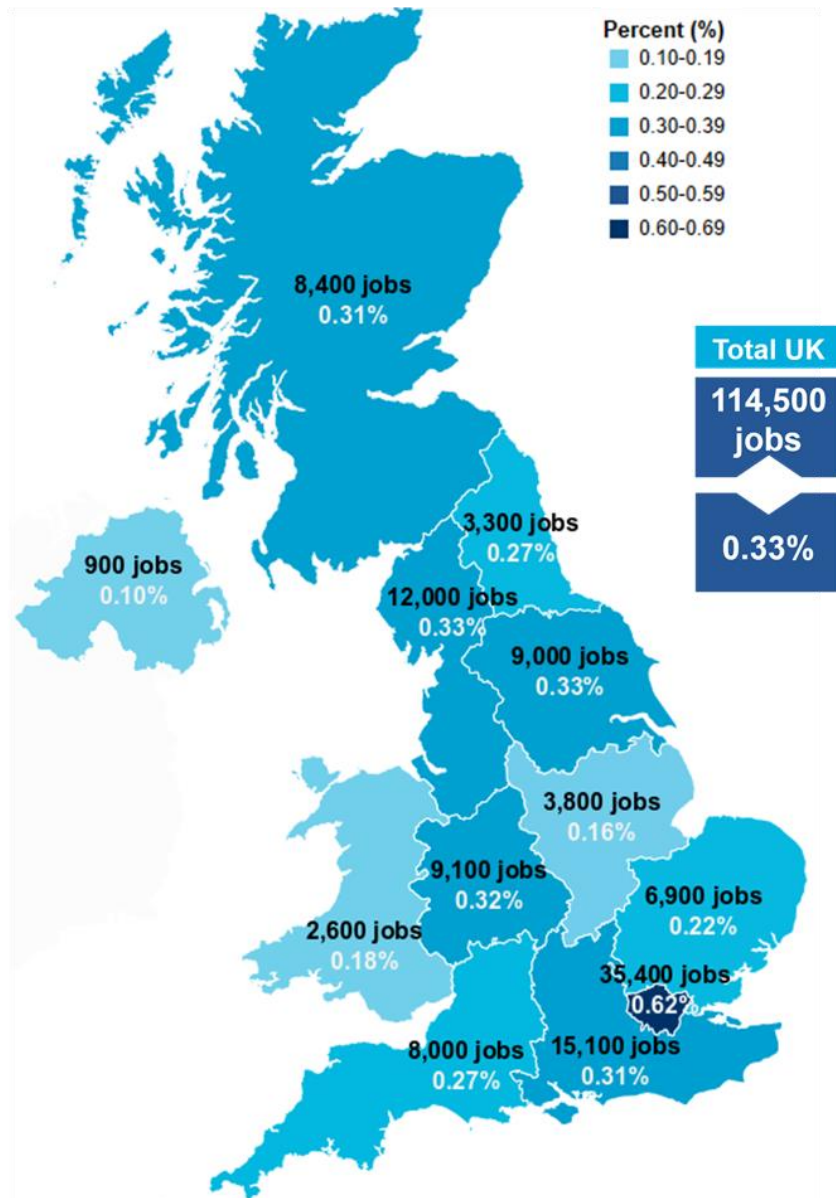 Percent (%)
0.10-0.19
0.20-0.29
0.30-0.39
0.40-0.49
0.50-0.59
0.60-0.69
8,400 jobs
0.31%
Total UK
114,500
jobs
0.33%
3,300 jobs
0.27%
900 jobs
0.10%
12,000 jobs
0.33%
9,000 jobs
0.33%
3,800 jobs
0.16%
9,100 jobs
0.32%
6,900 jobs
0.22%
2,600 jobs
0.18%
35,400 jobs
0.62%
8,000 jobs
0.27%
15,100 jobs
0.31%